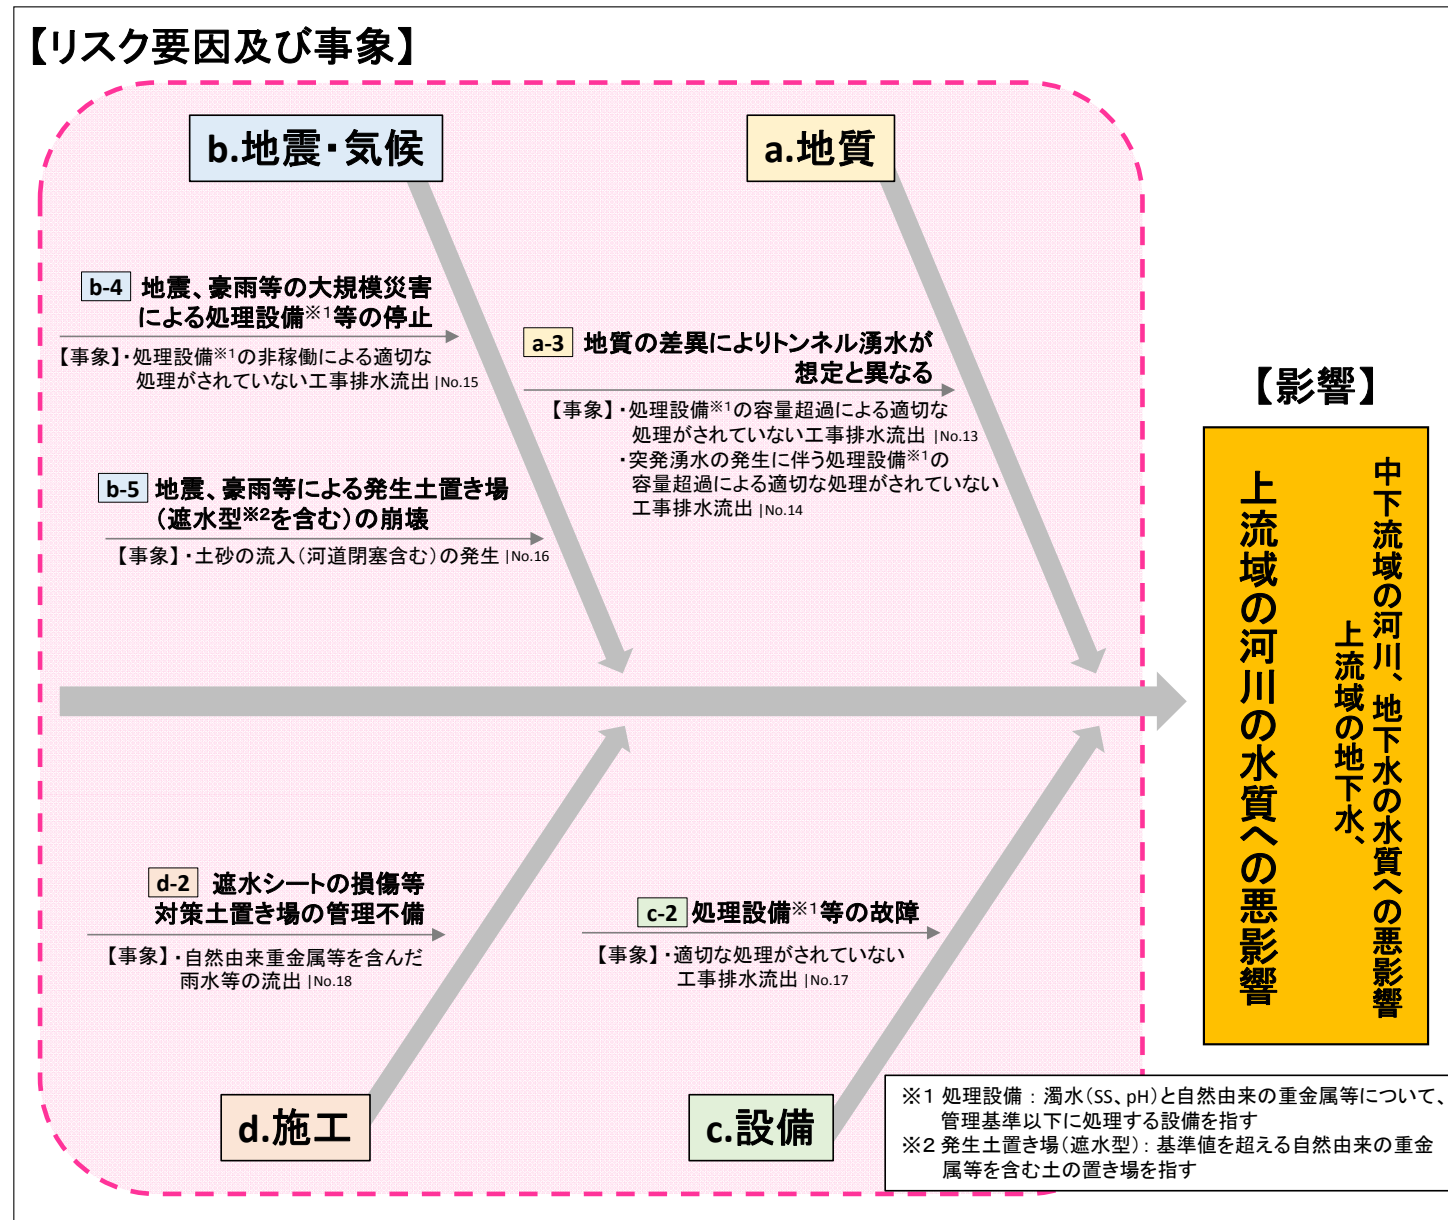 【リスク要因及び事象】
b.地震・気候
a.地質
b-4 地震、豪雨等の大規模災害
による処理設備※1等の停止
【事象】・処理設備※1の非稼働による適切な
処理がされていない工事排水流出 |No.15
b-5 地震、豪雨等による発生土置き場
（遮水型※2を含む）の崩壊
【事象】・土砂の流入（河道閉塞含む）の発生 |No.16
a-3 地質の差異によりトンネル湧水が
想定と異なる
【事象】・処理設備※1の容量超過による適切な
処理がされていない工事排水流出 |No.13
・突発湧水の発生に伴う処理設備※1の
容量超過による適切な処理がされていない
工事排水流出 |No.14
d-2 遮水シートの損傷等
対策土置き場の管理不備
【事象】・自然由来重金属等を含んだ
雨水等の流出 |No.18
c-2 処理設備※1等の故障
【事象】・適切な処理がされていない
工事排水流出 |No.17
d.施工
c.設備
【影響】
上流域の河川の水質への悪影響
上流域の地下水、
中下流域の河川、地下水の水質への悪影響
※1 処理設備：濁水（SS、pH）と自然由来の重金属等について、
管理基準以下に処理する設備を指す
※2 発生土置き場（遮水型）：基準値を超える自然由来の重金
属等を含む土の置き場を指す